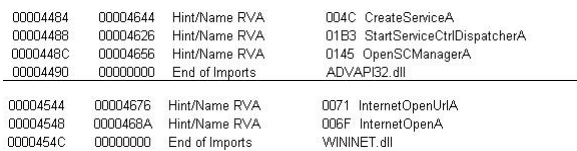 00004484 00004644 Hint/Name RVA 004C CreateServiceA
00004488 00004626 Hint/Name RVA 01B3 StartServiceCtrlDispatcherA
0000448C 00004656 Hint/Name RVA 0145 OpenSCManagerA
00004490 00000000 End of Imports ADVAPI32.dll
00004544 00004676 Hint/Name RVA 0071 InternetOpenUrlA
00004548 0000468A Hint/Name RVA 006F InternetOpenA
0000454C 00000000 End of Imports WININET.dll